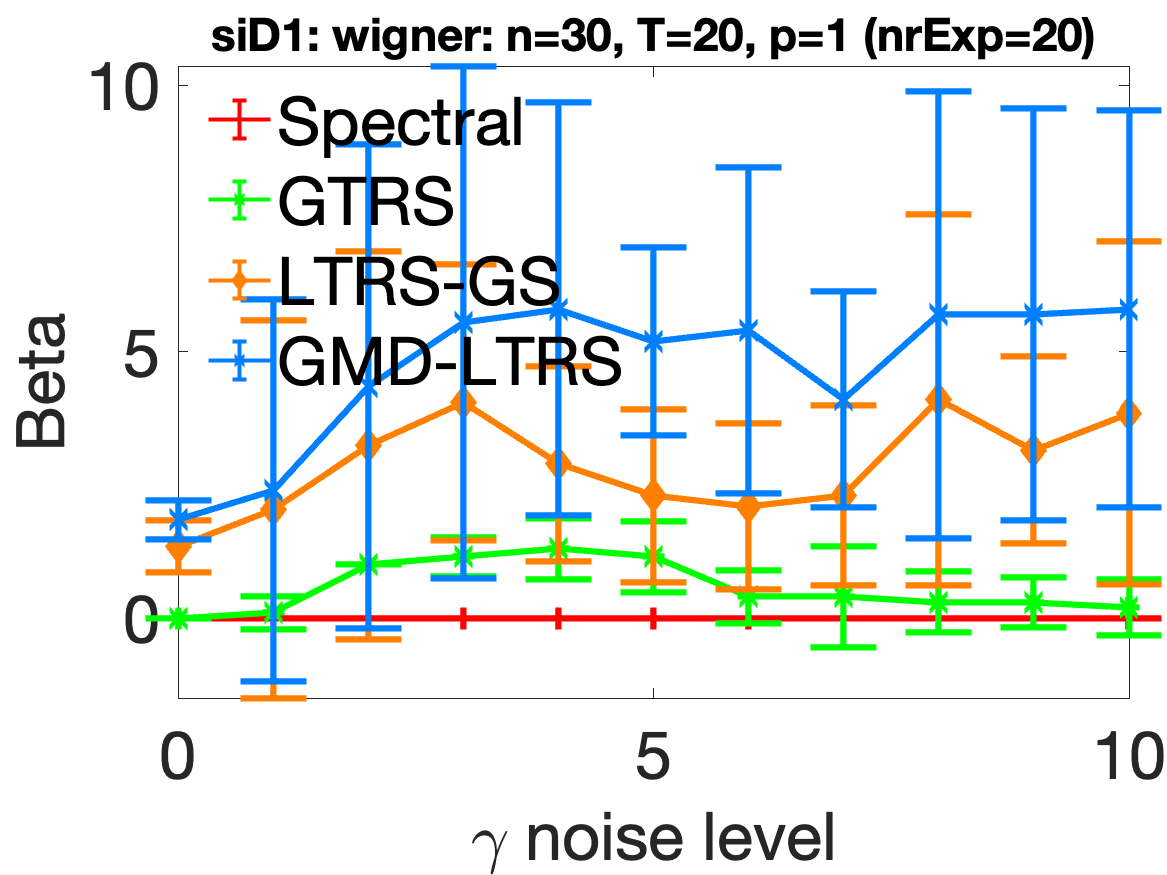 siD1: wigner: n=30, T=20, p=1 (nrExp=20)
10
5
0
Beta
Spectral
GTRS
LTRS-GS
GMD-LTRS
0 5 10
γ noise level